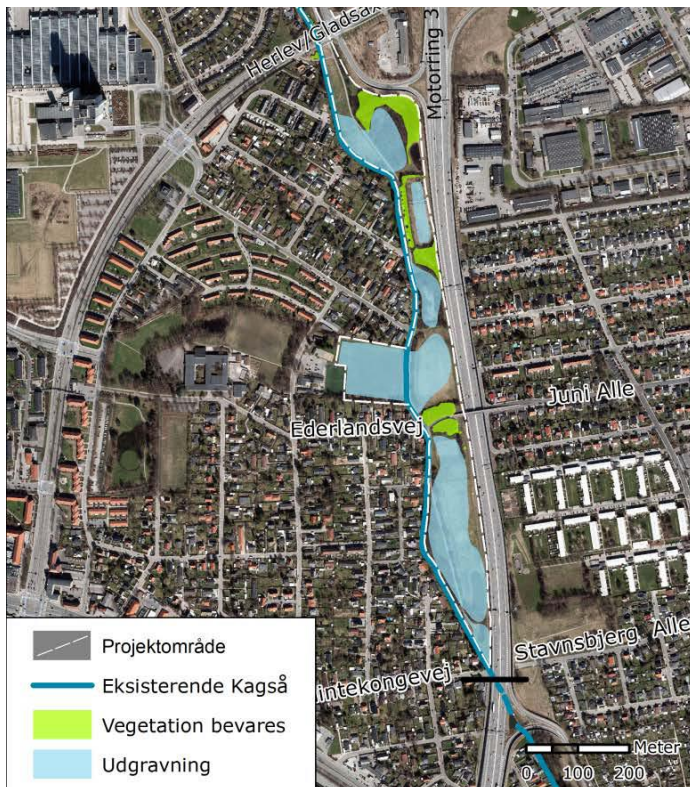 Herlev/Gladsax
Motorring 3
Juni Alle
Ederlandsvej
Stavnsbjerg Alle
intekongevej
Projektområde
Eksisterende Kagså
Vegetation bevares
Udgravning
Meter
0 100 200